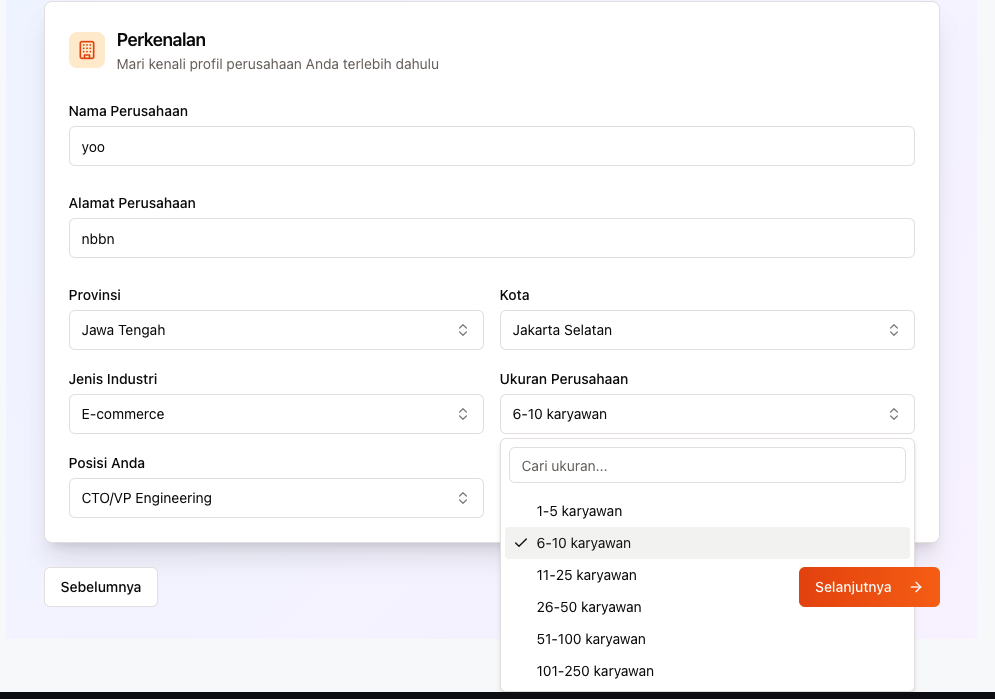 Perkenalan
Mari kenali profil perusahaan Anda terlebih dahulu
Nama Perusahaan
yoo
Alamat Perusahaan
nbbn
Provinsi
Kota
Jawa Tengah
Jakarta Selatan
Jenis Industri
Ukuran Perusahaan
E-commerce
6-10 karyawan
Posisi Anda
CTO/VP Engineering
Cari ukuran...
1-5 karyawan
6-10 karyawan
11-25 karyawan
26-50 karyawan
51-100 karyawan
101-250 karyawan
Sebelumnya
Selanjutnya